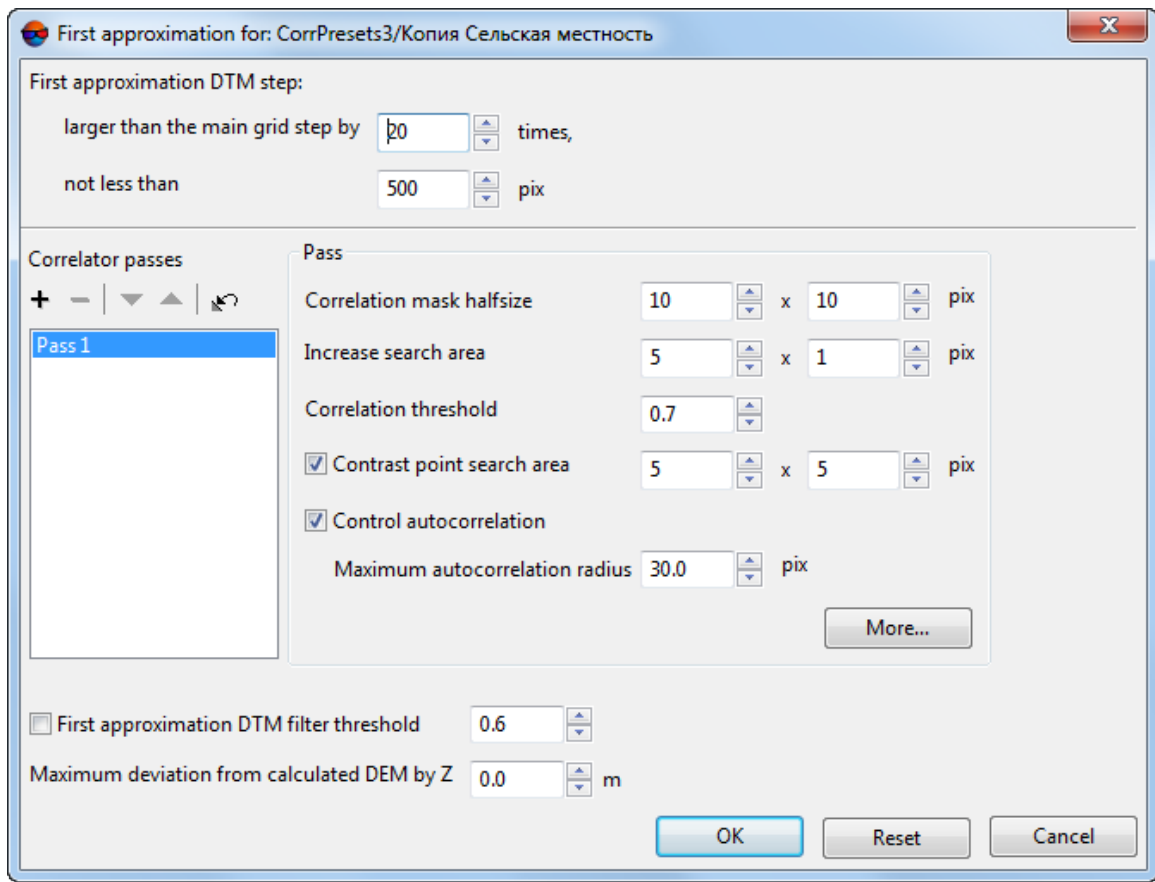 First approximation for: CorrPresets3/Копия Сельская местность
First approximation DTM step:
larger than the main grid step by 20 times,
not less than 500 pix
Correlator passes
Pass 1
Pass
Correlation mask halfsize 10 x 10 pix
Increase search area 5 x 1 pix
Correlation threshold 0.7
Contrast point search area 5 x 5 pix
Control autocorrelation
Maximum autocorrelation radius 30.0 pix
More...
First approximation DTM filter threshold 0.6
Maximum deviation from calculated DEM by Z 0.0 m
OK Reset Cancel